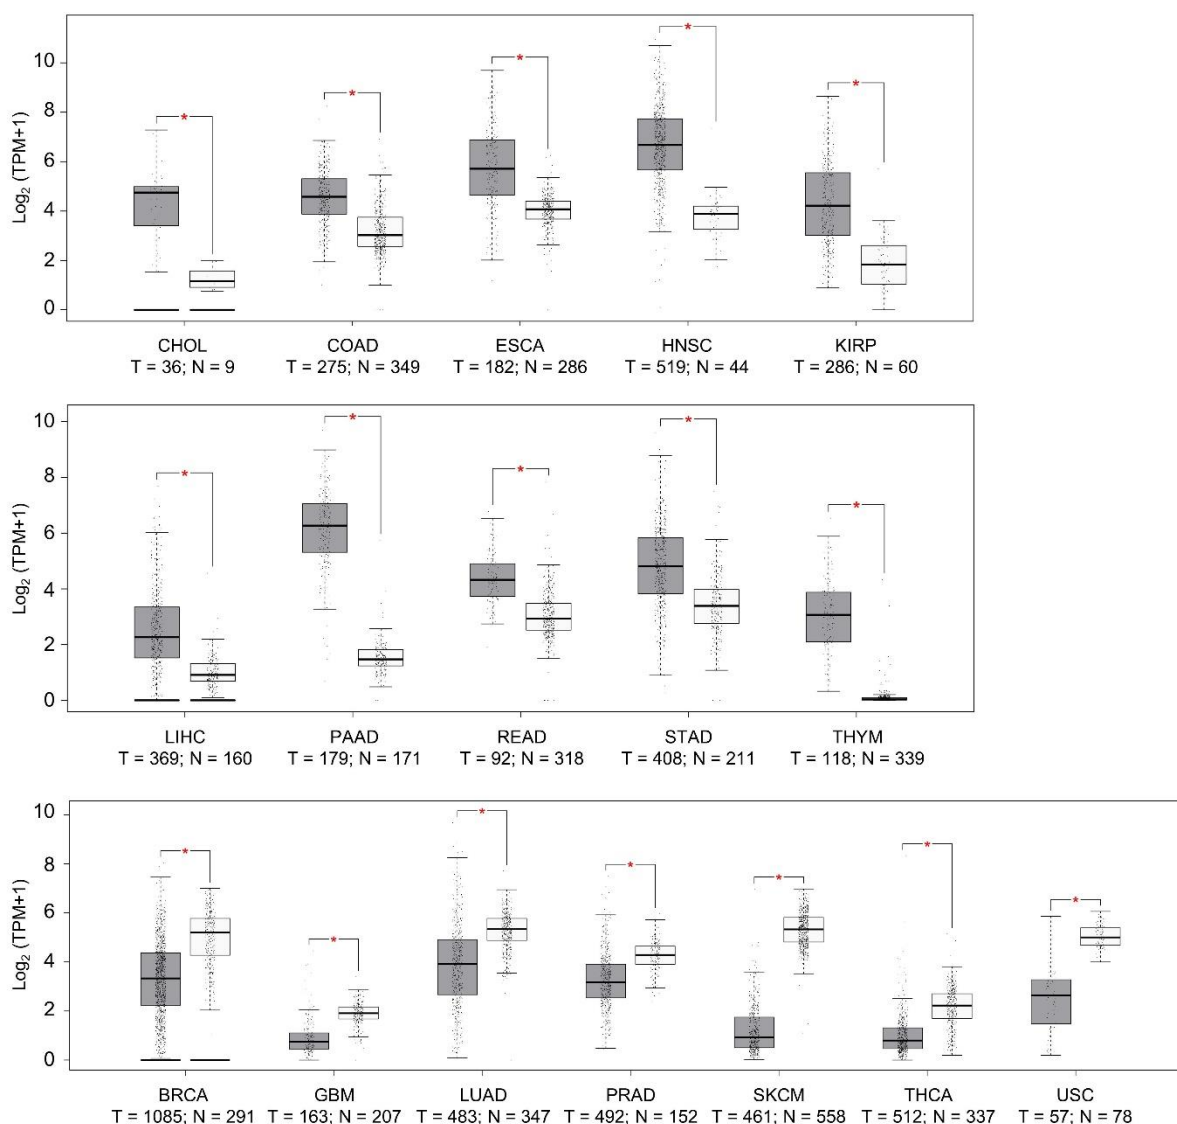 Log₂ (TPM+1)
10
8
6
4
2
0
* * * * *
CHOL COAD ESCA HNSC KIRP
T = 36; N = 9 T = 275; N = 349 T = 182; N = 286 T = 519; N = 44 T = 286; N = 60
Log₂ (TPM+1)
10
8
6
4
2
0
* * * * *
LIHC PAAD READ STAD THYM
T = 369; N = 160 T = 179; N = 171 T = 92; N = 318 T = 408; N = 211 T = 118; N = 339
Log₂ (TPM+1)
10
8
6
4
2
0
* * * * * * *
BRCA GBM LUAD PRAD SKCM THCA USC
T = 1085; N = 291 T = 163; N = 207 T = 483; N = 347 T = 492; N = 152 T = 461; N = 558 T = 512; N = 337 T = 57; N = 78